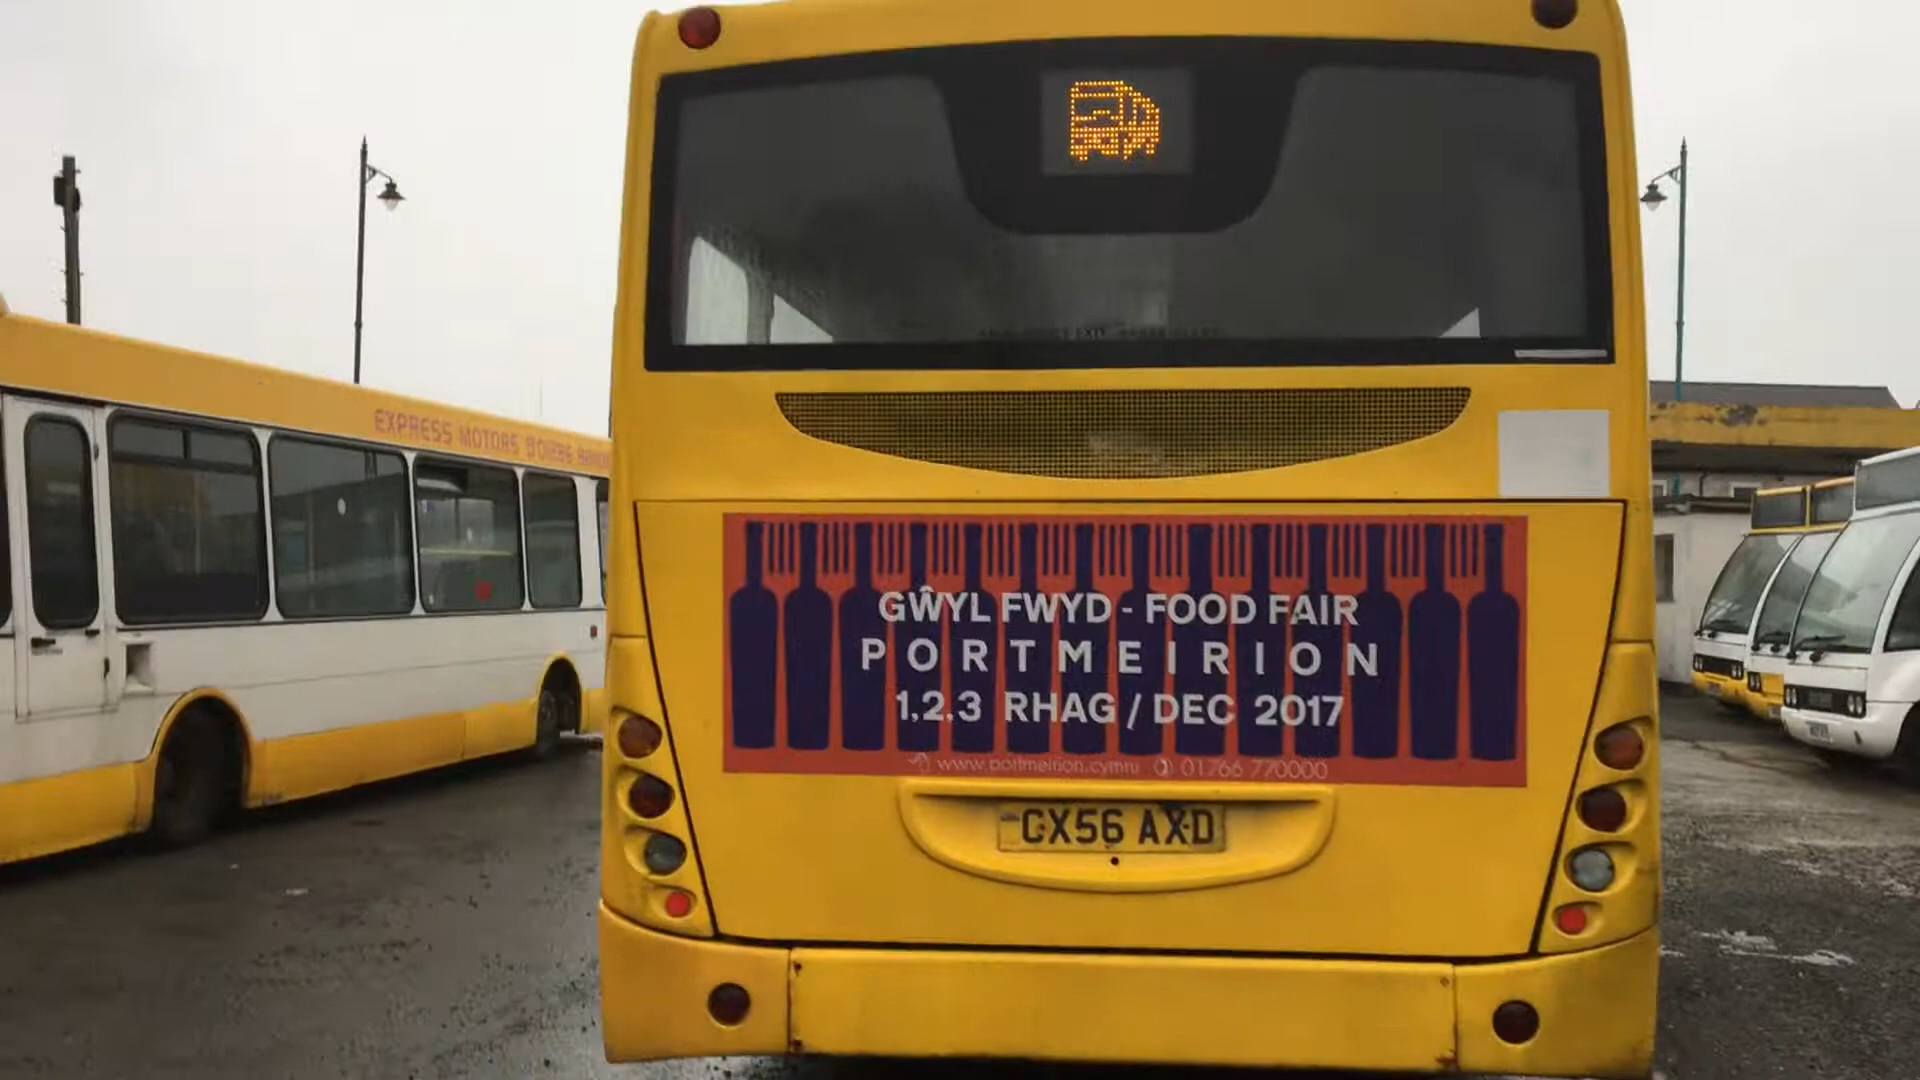 EXPRESS MOTORS
GŴYL FWYD - FOOD FAIR
PORTMEIRION
1,2,3 RHAG / DEC 2017
www.portmeirion.cymru 01766 770000
CX56 AXD